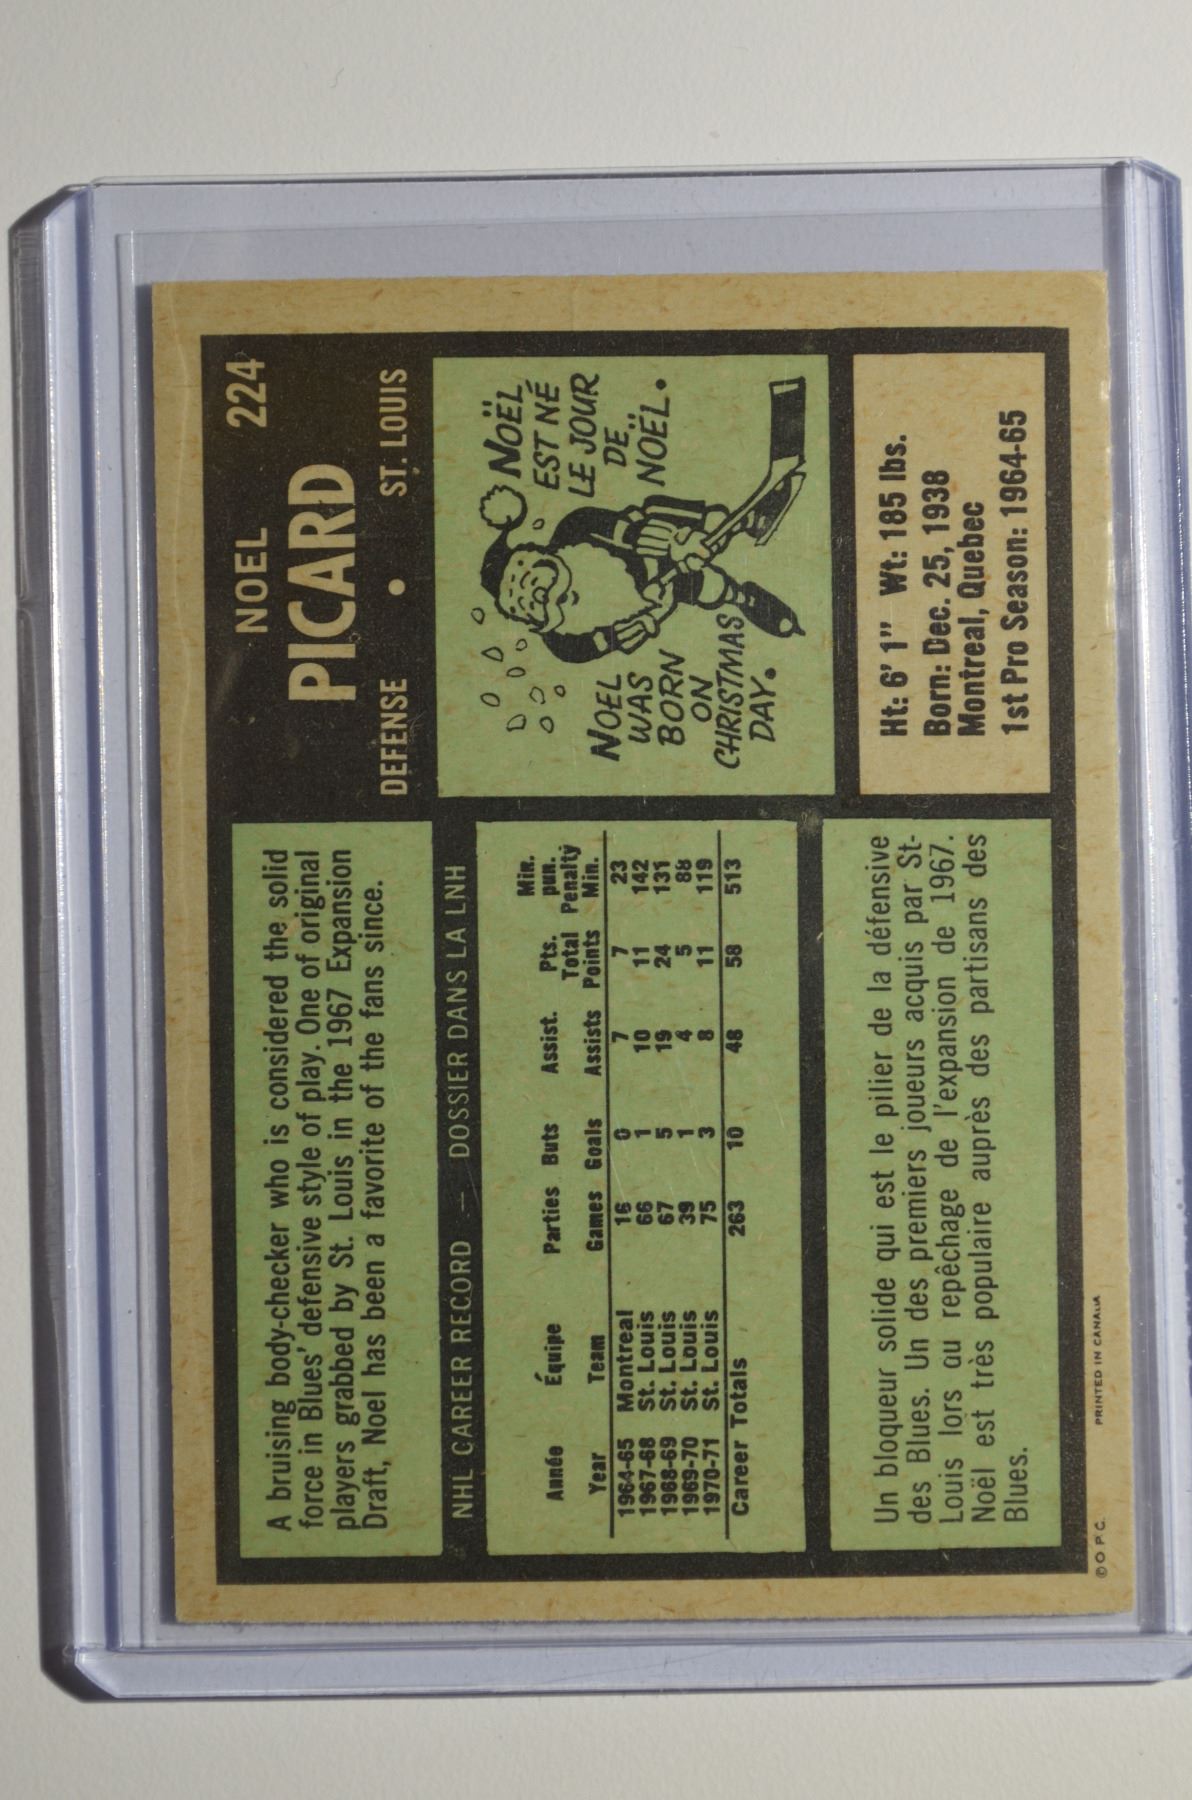 A bruising body-checker who is considered the solid
force in Blues' defensive style of play. One of original
players grabbed by St. Louis in the 1967 Expansion
Draft, Noel has been a favorite of the fans since.
NOEL 224
PICARD
DEFENSE • ST. LOUIS
NHL CAREER RECORD — DOSSIER DANS LA LNH
Min.
Pts. pun.
Année Équipe Parties Buts Assist. Total Penalty
Year Team Games Goals Assists Points Min.
1964-65 Montreal 16 0 7 7 23
1967-68 St. Louis 66 1 10 11 142
1968-69 St. Louis 67 5 19 24 131
1969-70 St. Louis 39 1 4 5 88
1970-71 St. Louis 75 3 8 11 119
Career Totals 263 10 48 58 513
NOEL
WAS
BORN
ON
CHRISTMAS
DAY.
NOËL
EST NÉ
LE JOUR
DE
NOËL.
Un bloqueur solide qui est le pilier de la défensive
des Blues. Un des premiers joueurs acquis par St-
Louis lors du repêchage de l'expansion de 1967.
Noël est très populaire auprès des partisans des
Blues.
Ht: 6' 1" Wt: 185 lbs.
Born: Dec. 25, 1938
Montreal, Quebec
1st Pro Season: 1964-65
© O.P.C. PRINTED IN CANADA